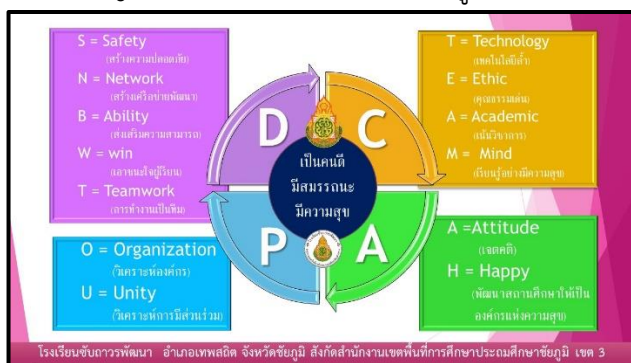 S = Safety
(สร้างความปลอดภัย)
N = Network
(สร้างเครือข่ายพัฒนา)
B = Ability
(ส่งเสริมความสามารถ)
W = win
(เอาชนะใจผู้เรียน)
T = Teamwork
(การทำงานเป็นทีม)
T = Technology
(เทคโนโลยีล้ำ)
E = Ethic
(คุณธรรมเด่น)
A = Academic
(เน้นวิชาการ)
M = Mind
(เรียนรู้อย่างมีความสุข)
D
C
เป็นคนดี
มีสมรรถนะ
มีความสุข
P
A
O = Organization
(วิเคราะห์องค์กร)
U = Unity
(วิเคราะห์การมีส่วนร่วม)
A =Attitude
(เจตคติ)
H = Happy
(พัฒนาสถานศึกษาให้เป็น
องค์กรแห่งความสุข)
โรงเรียนซับถาวรพัฒนา อำเภอเทพสถิต จังหวัดชัยภูมิ สังกัดสำนักงานเขตพื้นที่การศึกษาประถมศึกษาชัยภูมิ เขต 3